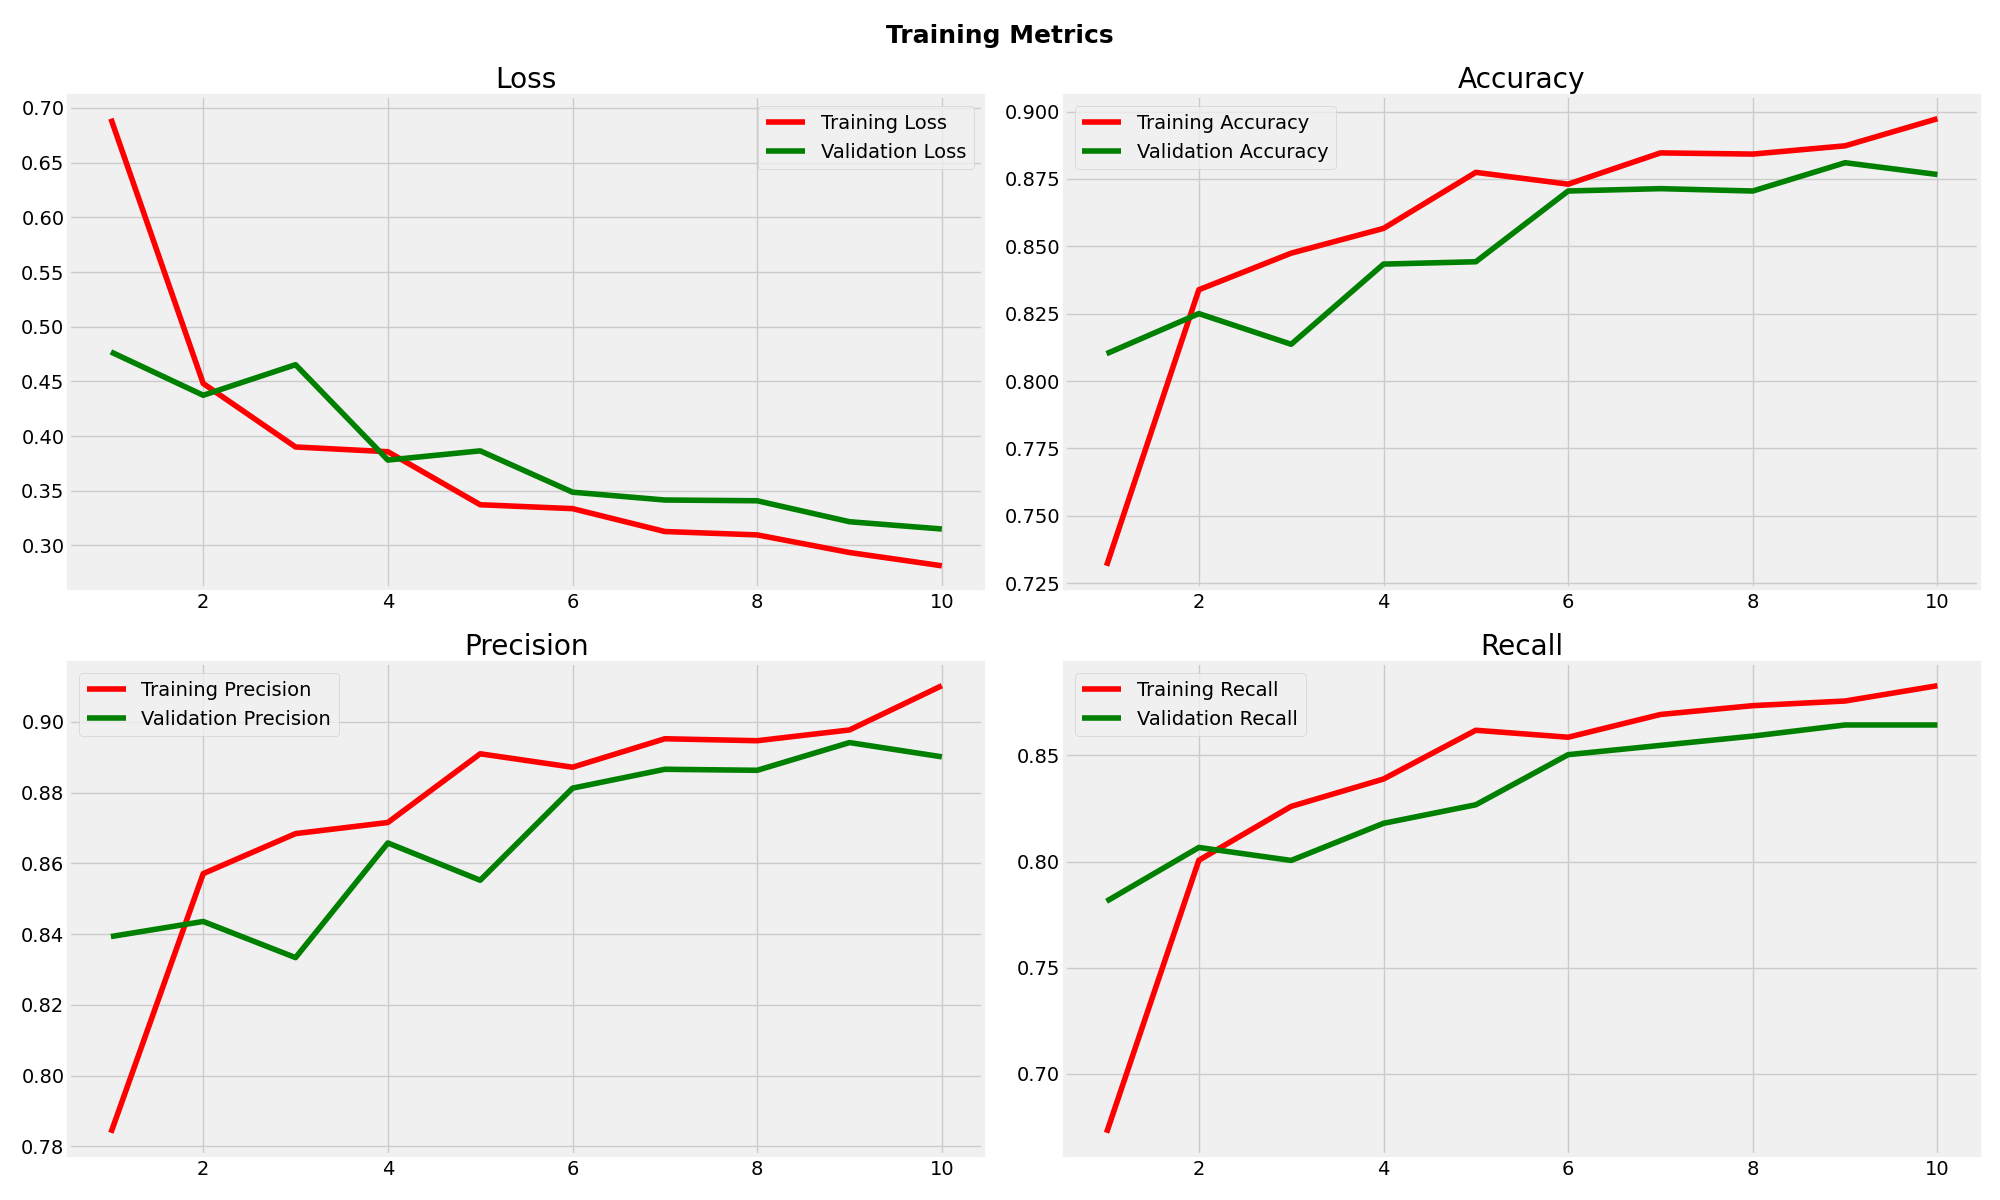 Training Metrics
Loss
0.70
0.65
0.60
0.55
0.50
0.45
0.40
0.35
0.30
Training Loss
Validation Loss
2 4 6 8 10
Accuracy
0.900
0.875
0.850
0.825
0.800
0.775
0.750
0.725
Training Accuracy
Validation Accuracy
2 4 6 8 10
Precision
0.90
0.88
0.86
0.84
0.82
0.80
0.78
Training Precision
Validation Precision
2 4 6 8 10
Recall
0.85
0.80
0.75
0.70
Training Recall
Validation Recall
2 4 6 8 10